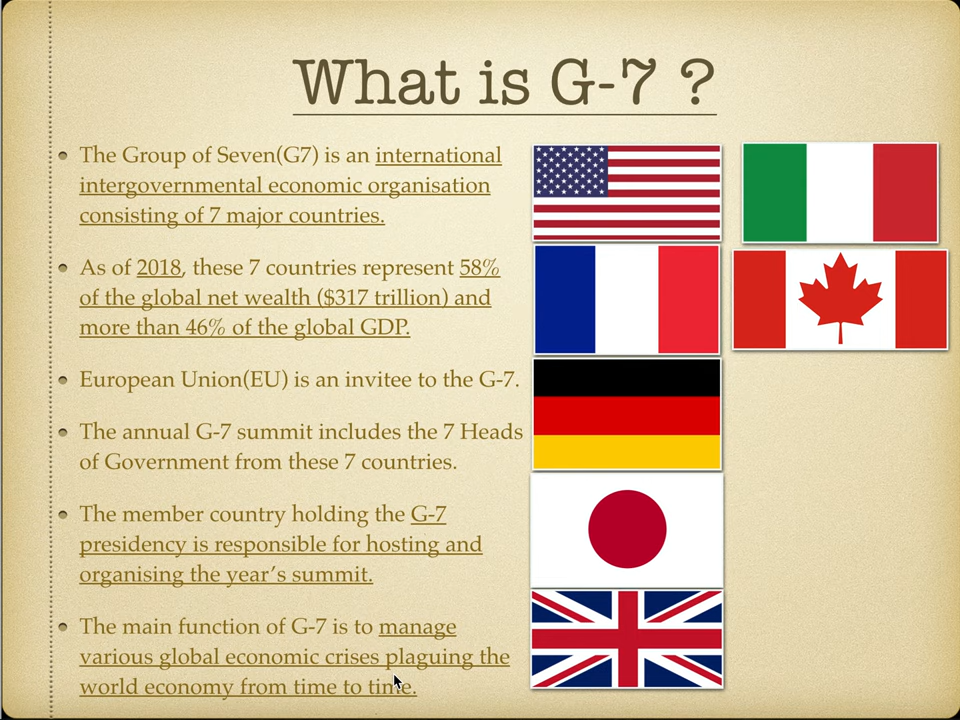 What is G-7 ?
The Group of Seven(G7) is an international
intergovernmental economic organisation
consisting of 7 major countries.
As of 2018, these 7 countries represent 58%
of the global net wealth ($317 trillion) and
more than 46% of the global GDP.
European Union(EU) is an invitee to the G-7.
The annual G-7 summit includes the 7 Heads
of Government from these 7 countries.
The member country holding the G-7
presidency is responsible for hosting and
organising the year's summit.
The main function of G-7 is to manage
various global economic crises plaguing the
world economy from time to time.